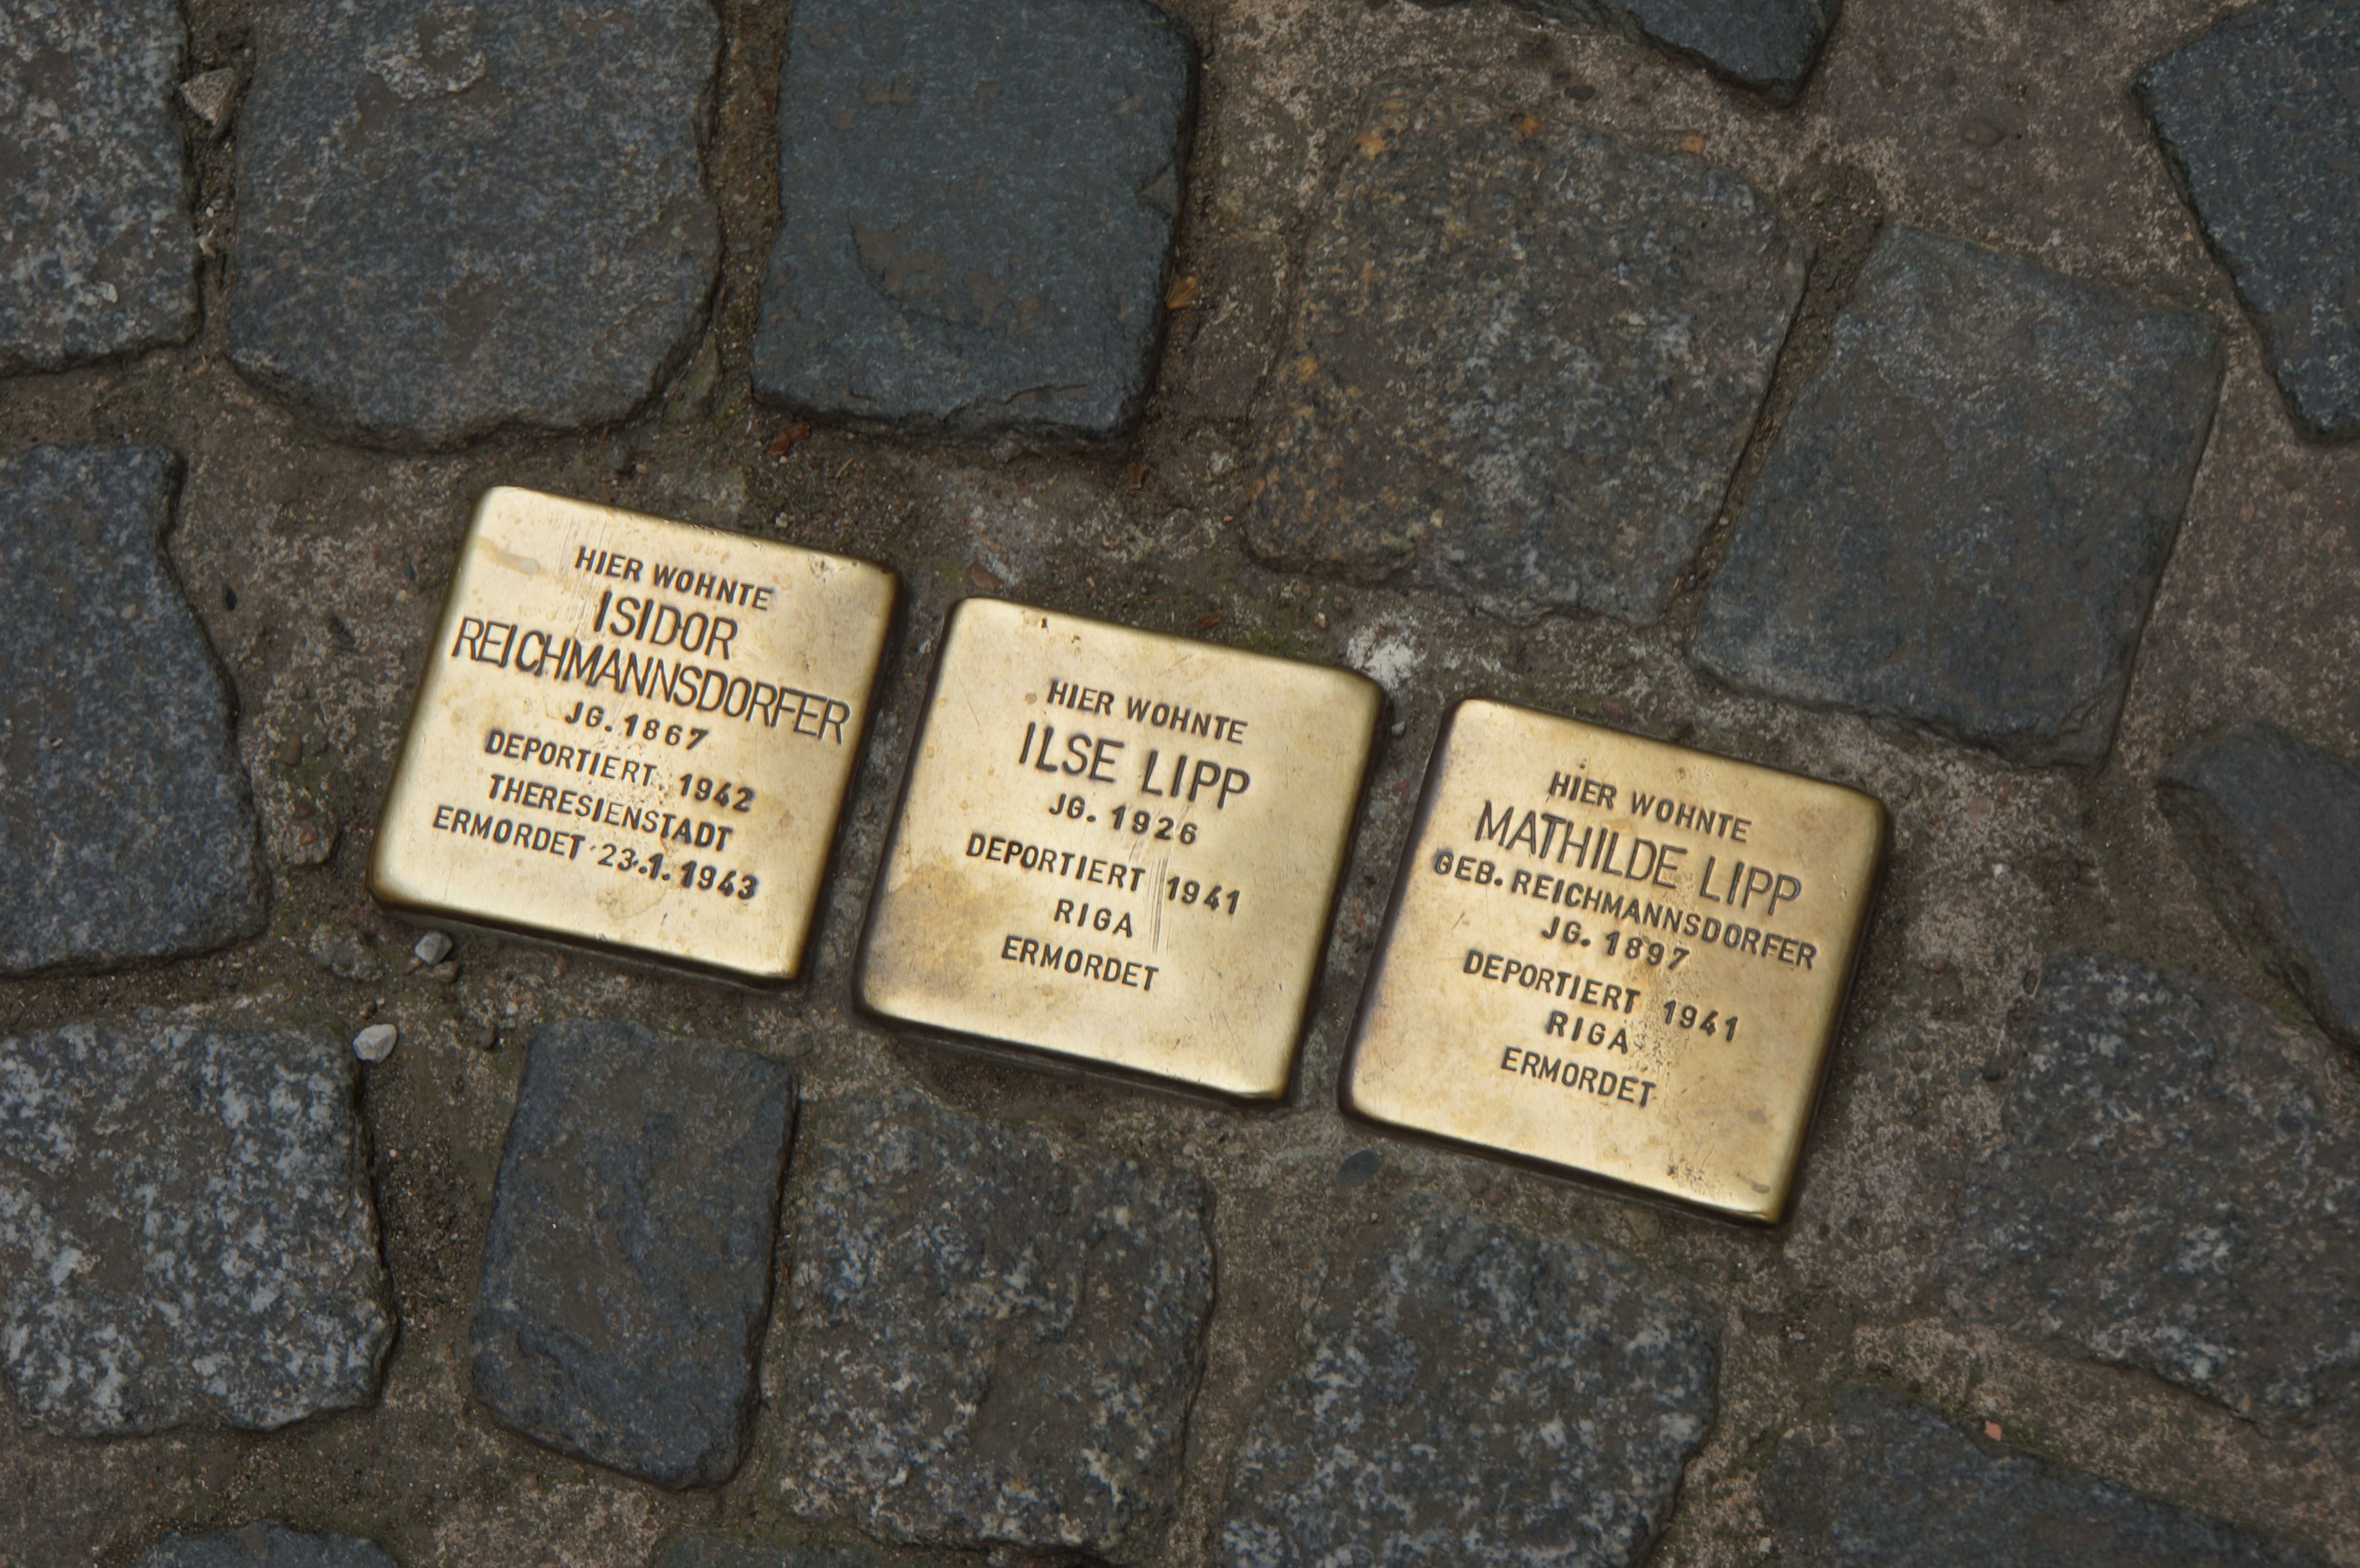 HIER WOHNTE
ISIDOR
REICHMANNSDORFER
JG. 1867
DEPORTIERT 1942
THERESIENSTADT
ERMORDET 23.1.1943
HIER WOHNTE
ILSE LIPP
JG. 1926
DEPORTIERT 1941
RIGA
ERMORDET
HIER WOHNTE
MATHILDE LIPP
GEB. REICHMANNSDORFER
JG. 1897
DEPORTIERT 1941
RIGA
ERMORDET